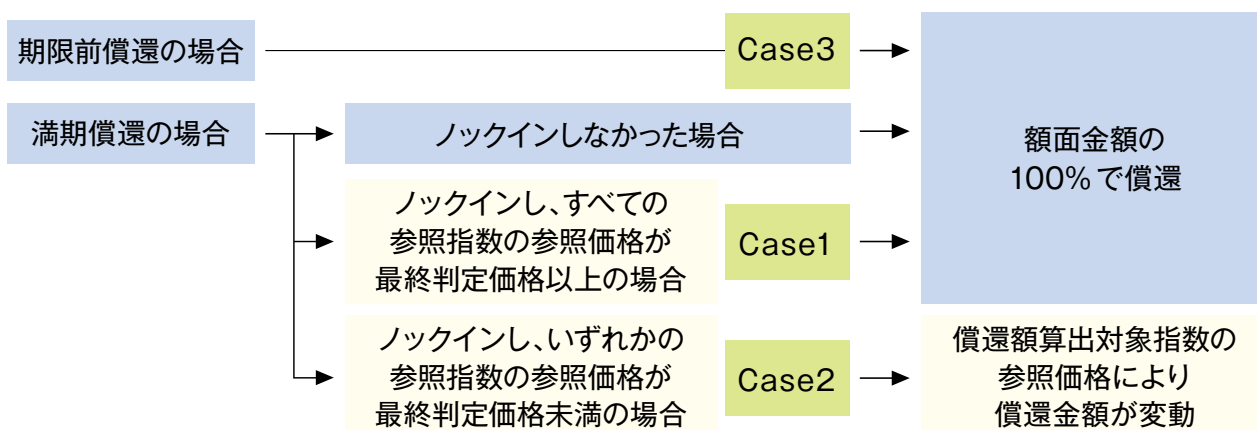 期限前償還の場合
Case3
満期償還の場合
ノックインしなかった場合
額面金額の
100%で償還
ノックインし、すべての
参照指数の参照価格が
最終判定価格以上の場合
Case1
ノックインし、いずれかの
参照指数の参照価格が
最終判定価格未満の場合
Case2
償還額算出対象指数の
参照価格により
償還金額が変動